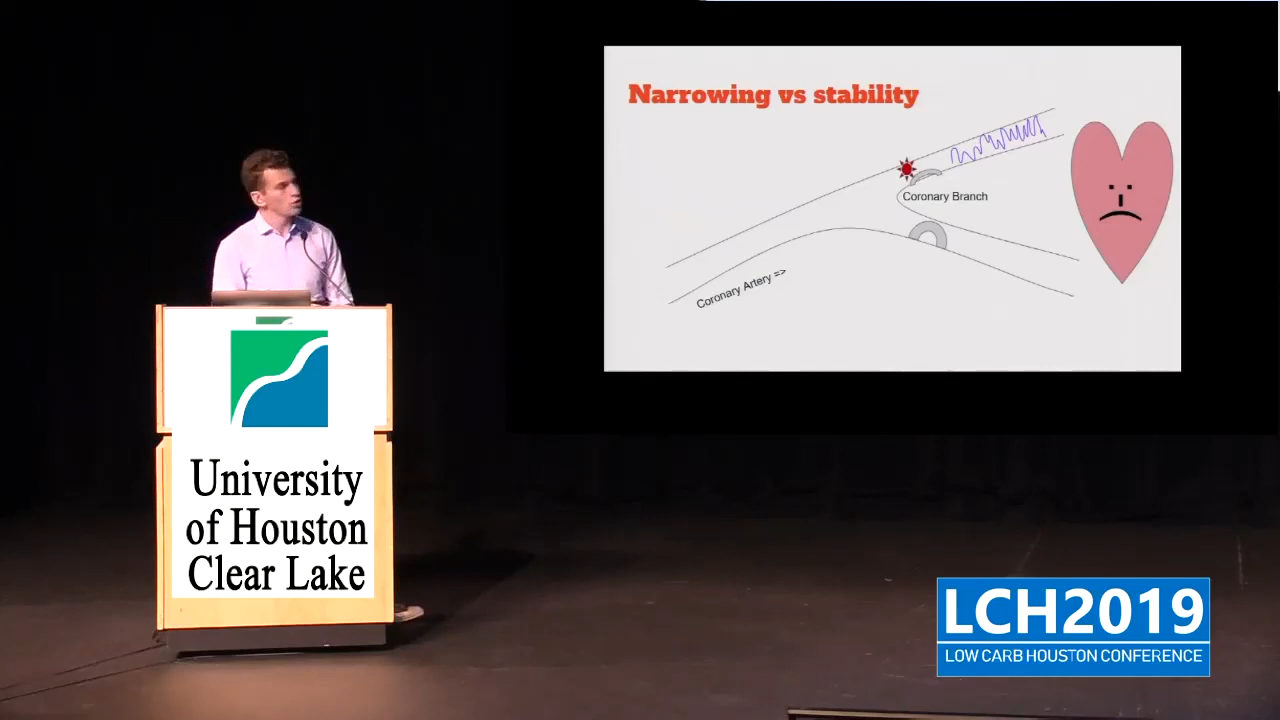 Narrowing vs stability
Coronary Branch
Coronary Artery =>
University
of Houston
Clear Lake
LCH2019
LOW CARB HOUSTON CONFERENCE